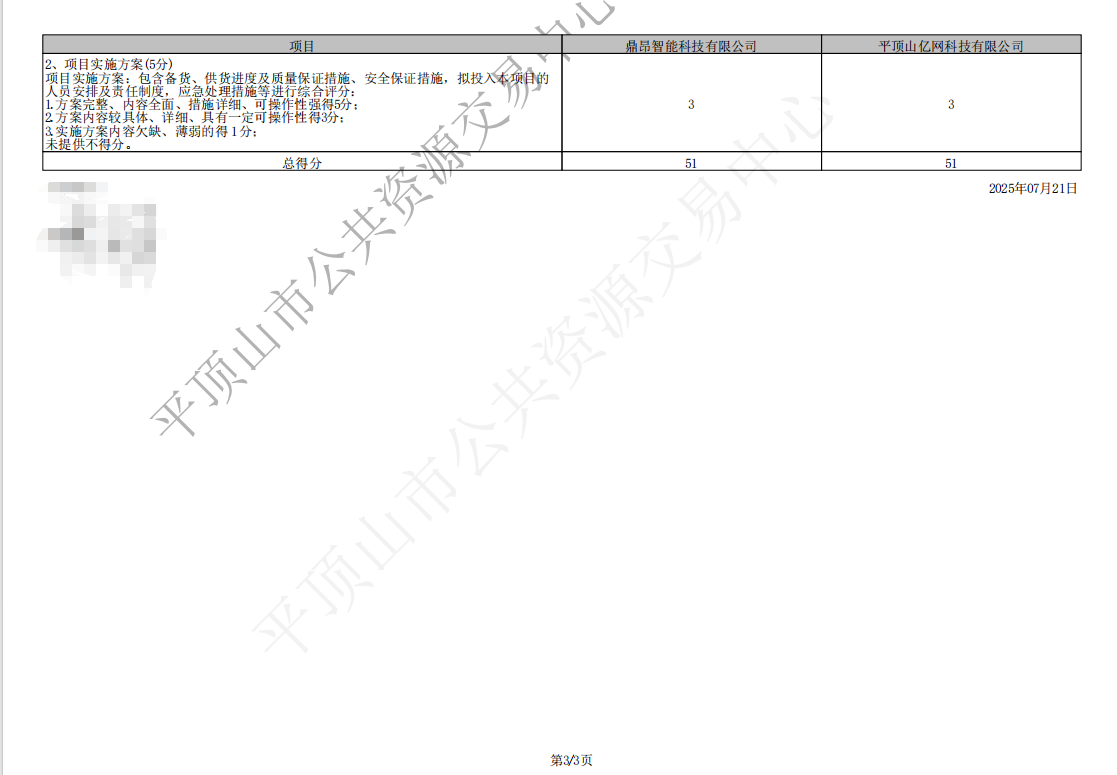 项目 鼎昂智能科技有限公司 平顶山亿网科技有限公司
2、项目实施方案(5分)
项目实施方案：包含备货、供货进度及质量保证措施、安全保证措施，拟投入本项目的
人员安排及责任制度，应急处理措施等进行综合评分：
1.方案完整、内容全面、措施详细、可操作性强得5分；
2.方案内容较具体、详细、具有一定可操作性得3分；
3.实施方案内容欠缺、薄弱的得1分；
未提供不得分。
3 3
总得分 51 51
2025年07月21日
平顶山市公共资源交易中心
平顶山市公共资源交易中心
第3/3页